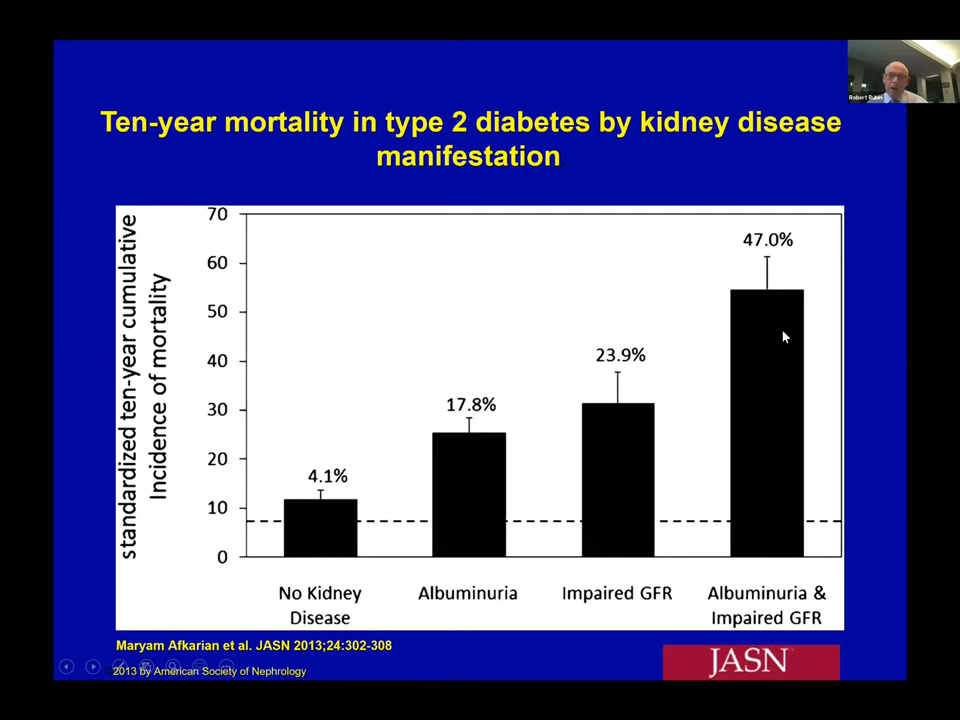 Robert Rubin
Ten-year mortality in type 2 diabetes by kidney disease
manifestation
standardized ten-year cumulative
Incidence of mortality
70
60
50
40
30
20
10
0
4.1%
17.8%
23.9%
47.0%
No Kidney
Disease
Albuminuria
Impaired GFR
Albuminuria &
Impaired GFR
Maryam Afkarian et al. JASN 2013;24:302-308
2013 by American Society of Nephrology
JASN